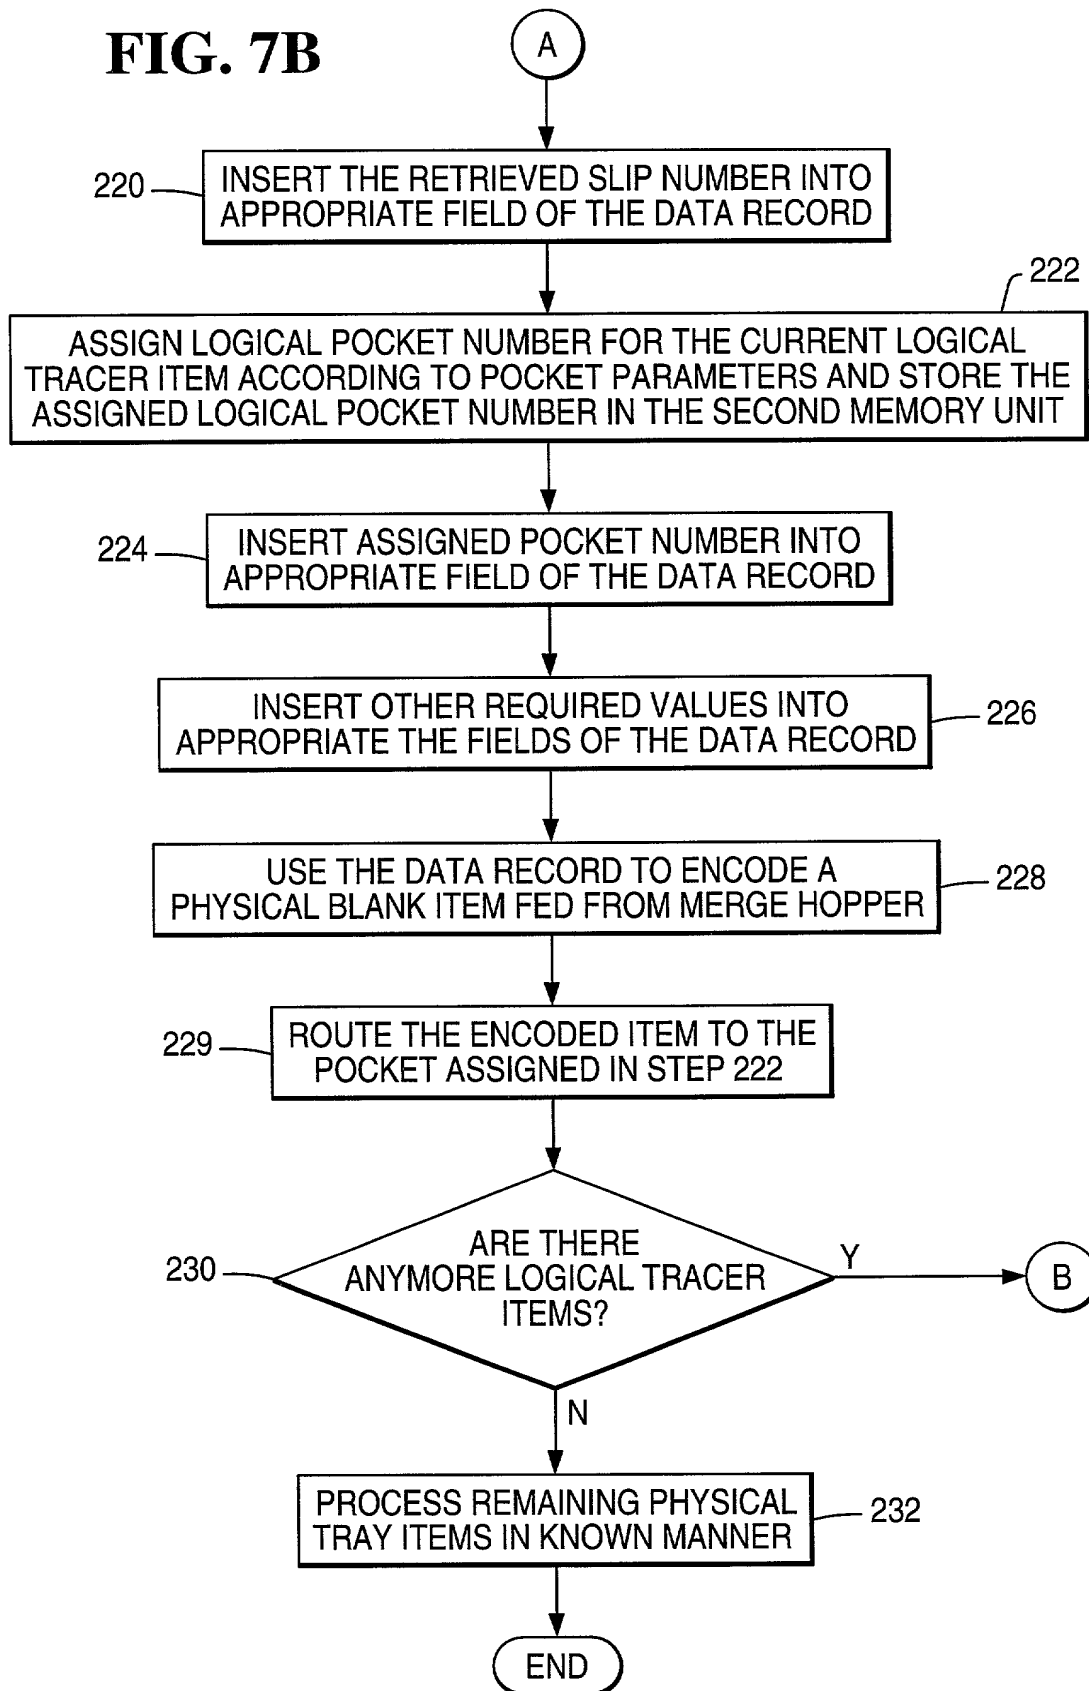 FIG. 7B
A
220
INSERT THE RETRIEVED SLIP NUMBER INTO
APPROPRIATE FIELD OF THE DATA RECORD
222
ASSIGN LOGICAL POCKET NUMBER FOR THE CURRENT LOGICAL
TRACER ITEM ACCORDING TO POCKET PARAMETERS AND STORE THE
ASSIGNED LOGICAL POCKET NUMBER IN THE SECOND MEMORY UNIT
224
INSERT ASSIGNED POCKET NUMBER INTO
APPROPRIATE FIELD OF THE DATA RECORD
INSERT OTHER REQUIRED VALUES INTO
APPROPRIATE THE FIELDS OF THE DATA RECORD
226
USE THE DATA RECORD TO ENCODE A
PHYSICAL BLANK ITEM FED FROM MERGE HOPPER
228
229
ROUTE THE ENCODED ITEM TO THE
POCKET ASSIGNED IN STEP 222
230
ARE THERE
ANYMORE LOGICAL TRACER
ITEMS?
Y
B
N
PROCESS REMAINING PHYSICAL
TRAY ITEMS IN KNOWN MANNER
232
END